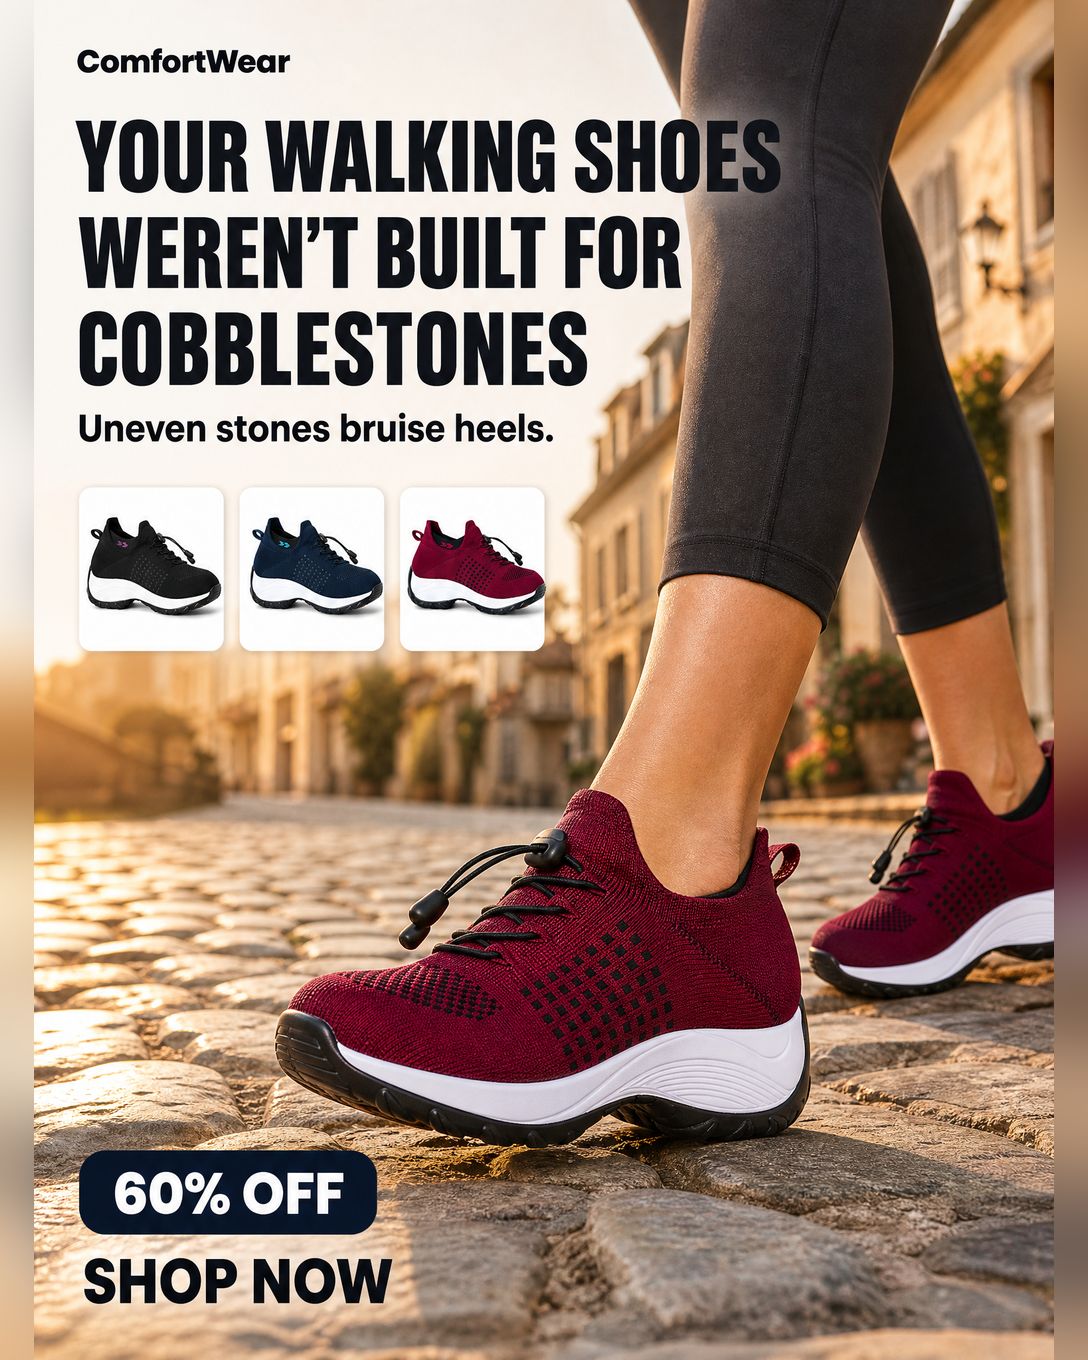 ComfortWear
YOUR WALKING SHOES
WEREN’T BUILT FOR
COBBLESTONES
Uneven stones bruise heels.
60% OFF
SHOP NOW